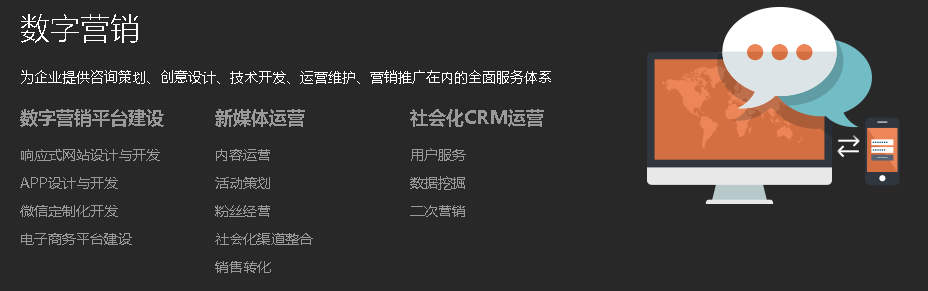 数字营销
为企业提供咨询策划、创意设计、技术开发、运营维护、营销推广在内的全面服务体系
数字营销平台建设
响应式网站设计与开发
APP设计与开发
微信定制化开发
电子商务平台建设
新媒体运营
内容运营
活动策划
粉丝经营
社会化渠道整合
销售转化
社会化CRM运营
用户服务
数据挖掘
二次营销